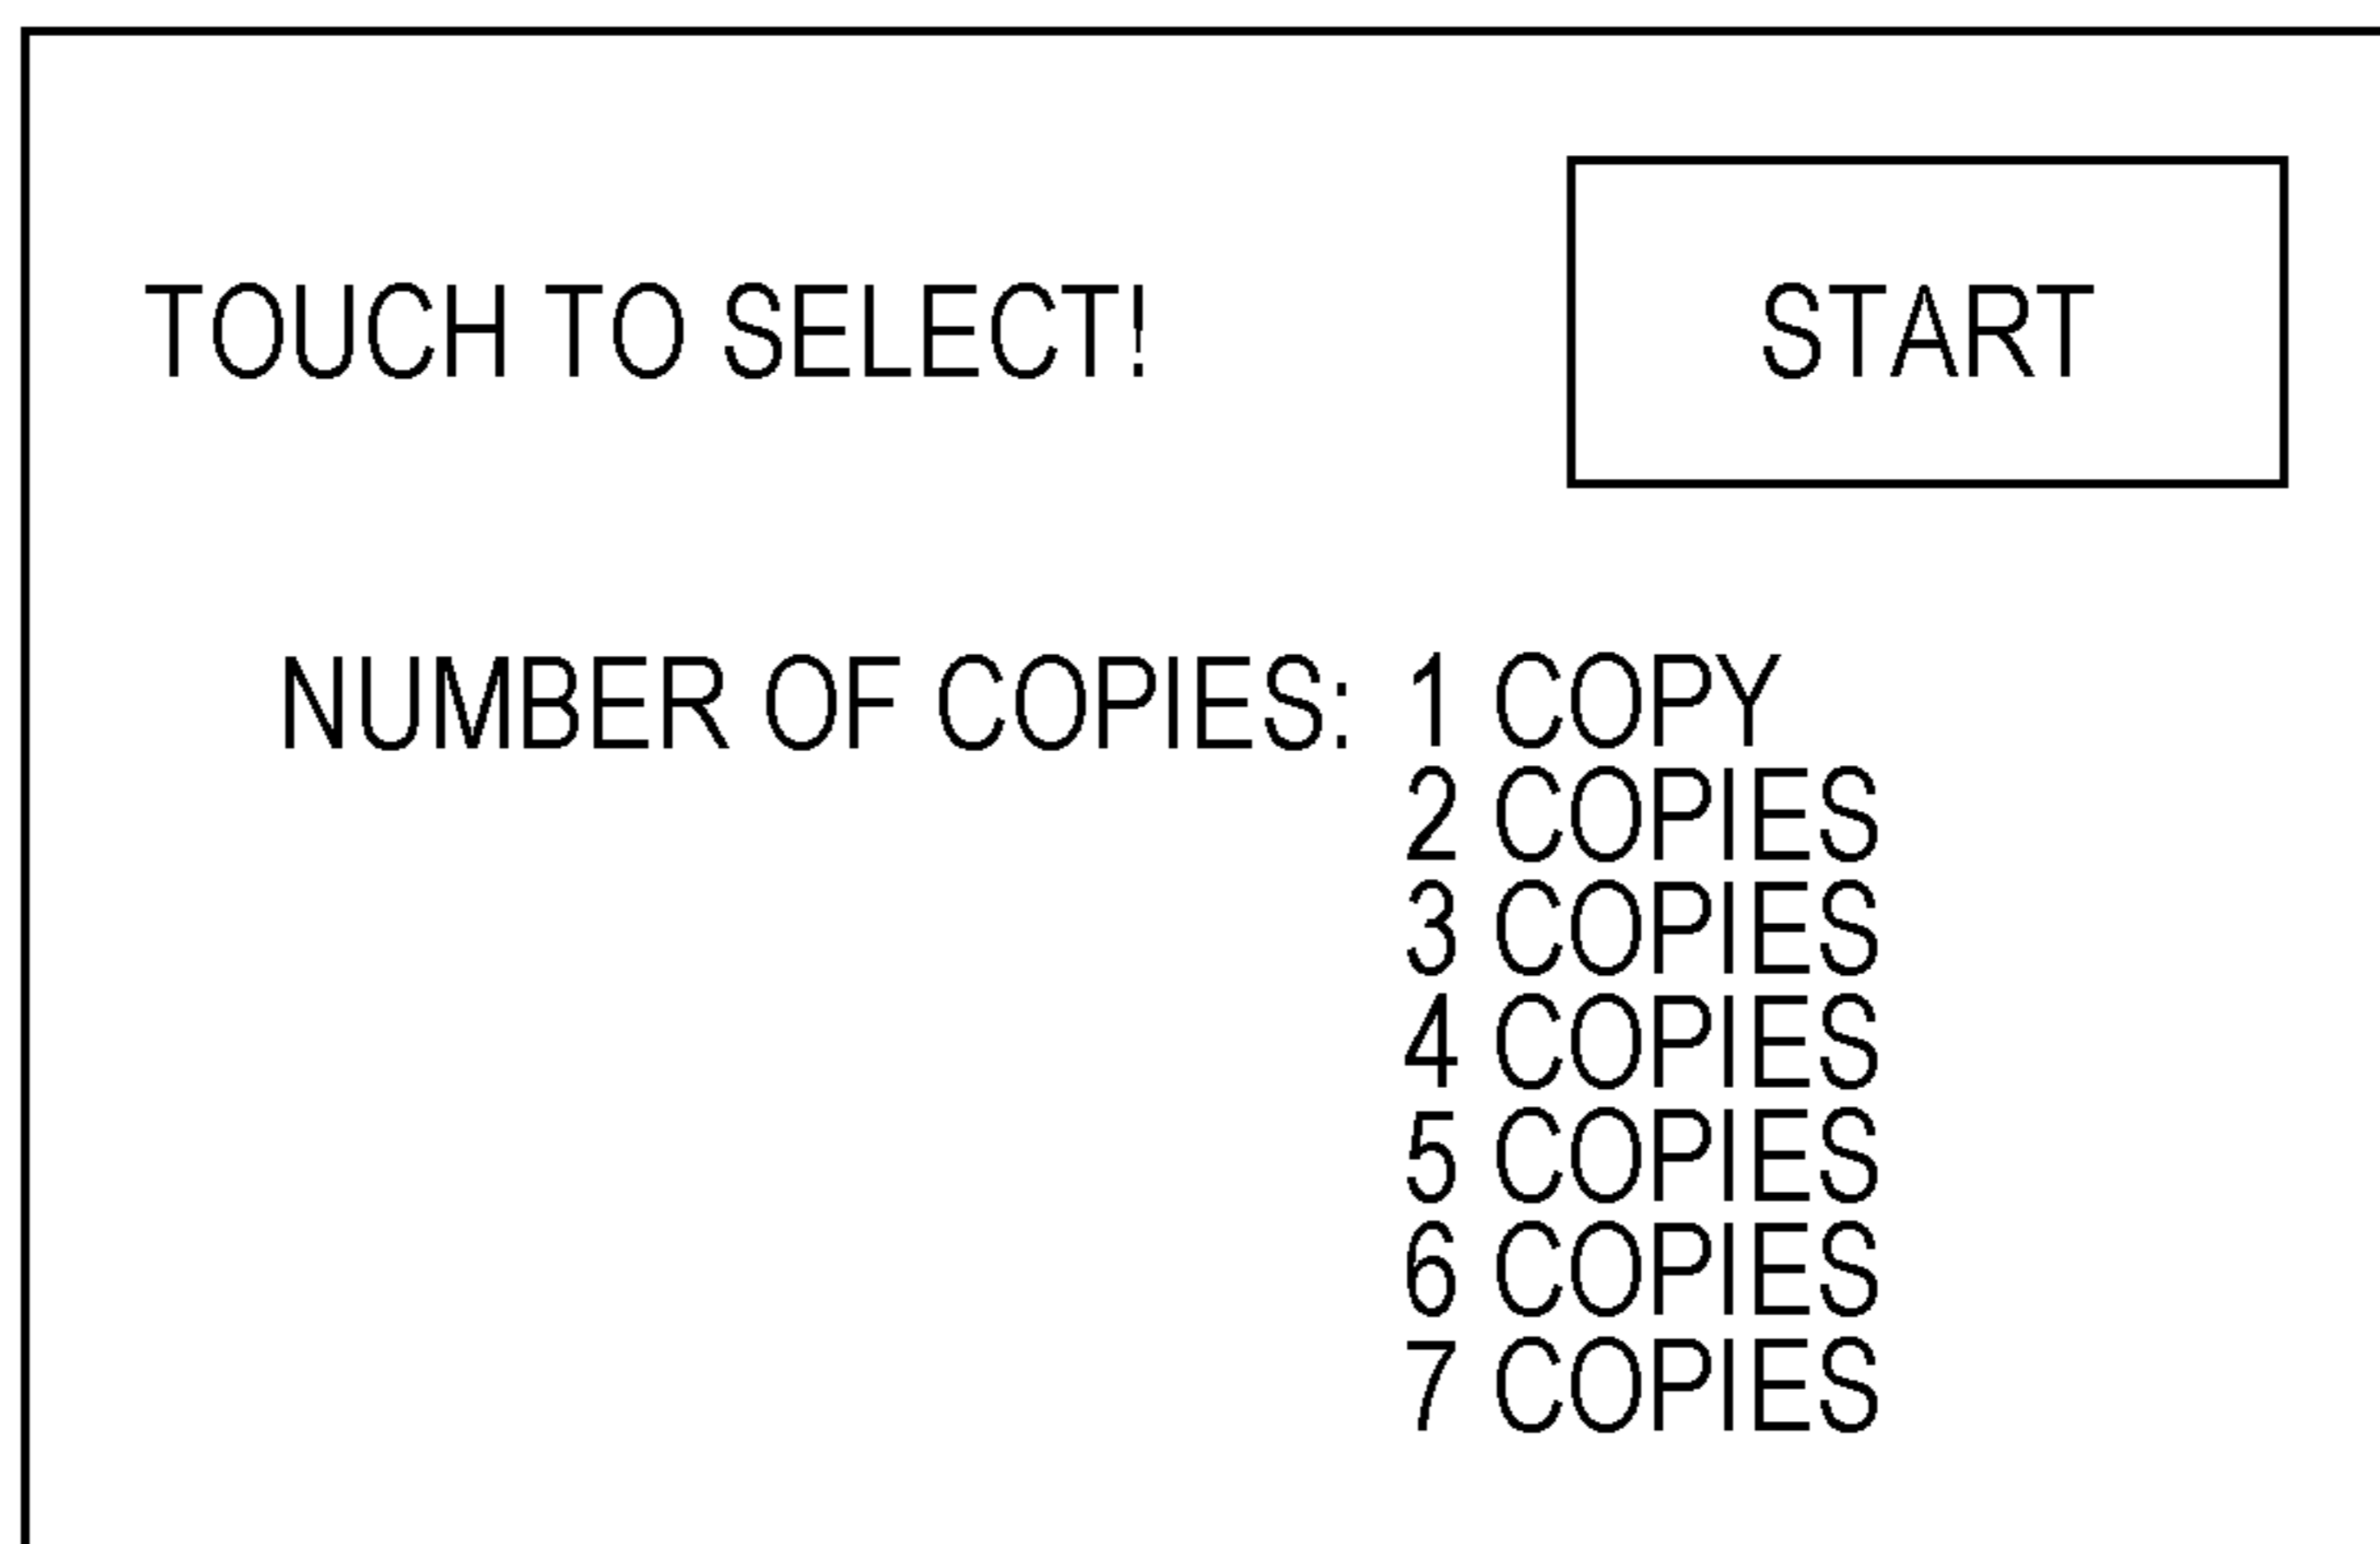 TOUCH TO SELECT!
START
NUMBER OF COPIES: 1 COPY
2 COPIES
3 COPIES
4 COPIES
5 COPIES
6 COPIES
7 COPIES